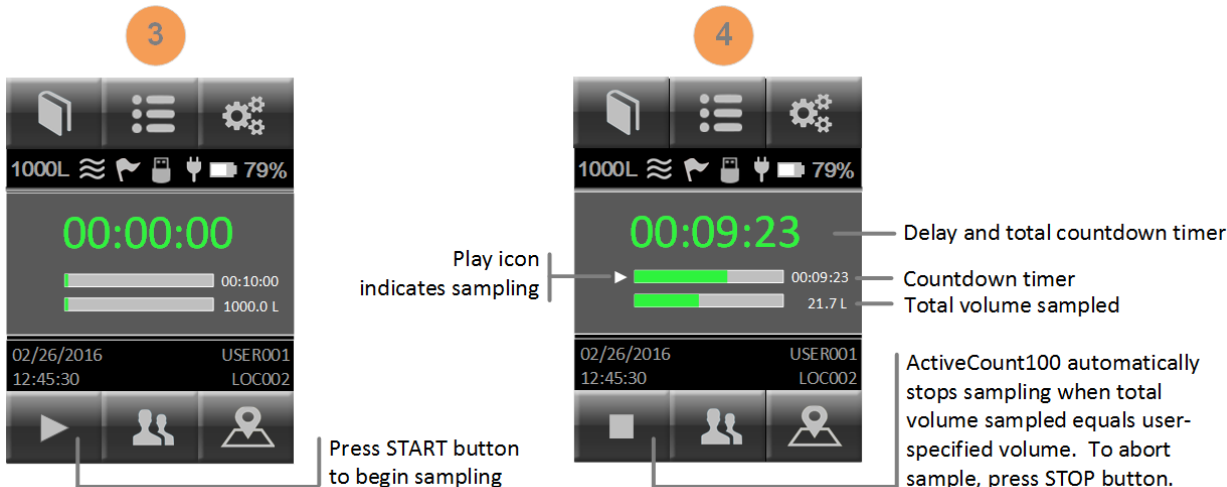 3
1000L 79%
00:00:00
00:10:00
1000.0 L
02/26/2016 USER001
12:45:30 LOC002
Press START button
to begin sampling
4
1000L 79%
00:09:23
Delay and total countdown timer
Play icon
indicates sampling
00:09:23
Countdown timer
21.7 L
Total volume sampled
02/26/2016 USER001
12:45:30 LOC002
ActiveCount100 automatically
stops sampling when total
volume sampled equals user-
specified volume. To abort
sample, press STOP button.